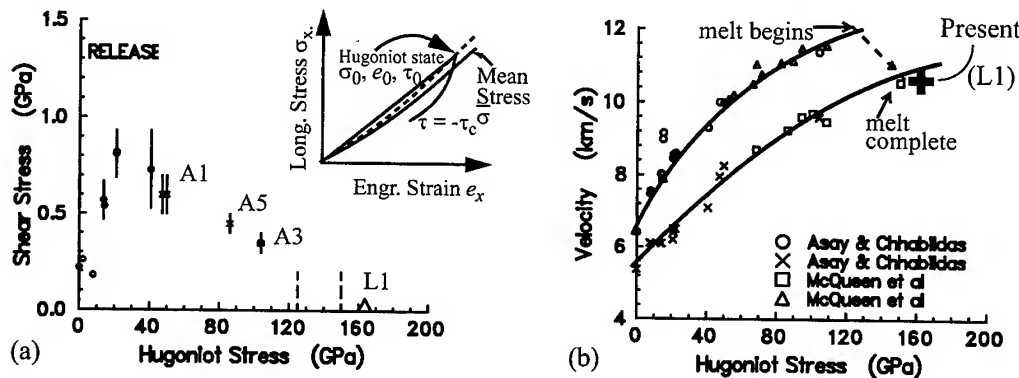 1.5
1.0
0.5
0.0
Shear Stress (GPa)
RELEASE
A1
A5
A3
L1
0 40 80 120 160 200
Hugoniot Stress (GPa)
(a)
Long. Stress σx.
Hugoniot state
σ0, e0, τ0
Mean
Stress
σ̄
τ = -τc
Engr. Strain ex
12
10
8
6
4
Velocity (km/s)
melt begins
Present
(L1)
melt
complete
Asay & Chhabildas
Asay & Chhabildas
McQueen et al
McQueen et al
0 40 80 120 160 200
Hugoniot Stress (GPa)
(b)